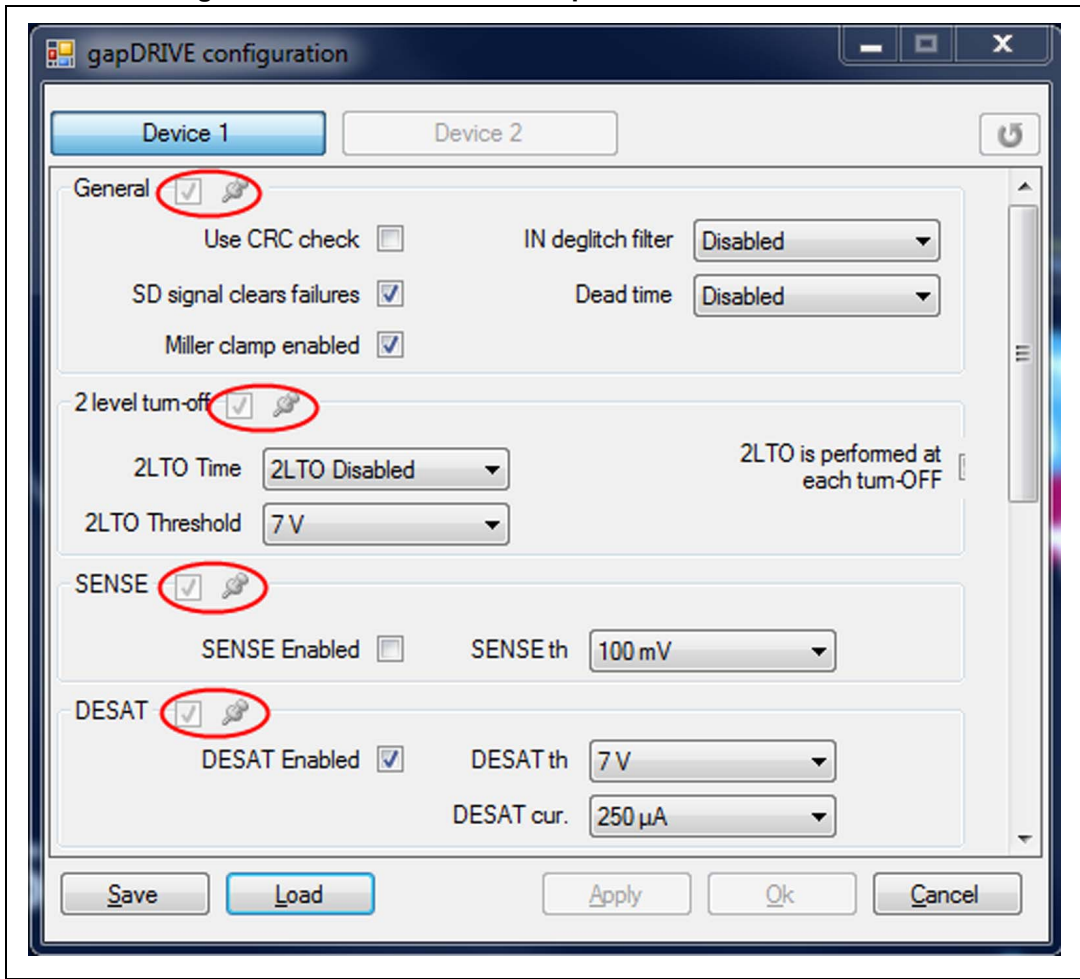 gapDRIVE configuration
Device 1
Device 2
General
Use CRC check
IN deglitch filter
Disabled
SD signal clears failures
Dead time
Disabled
Miller clamp enabled
2 level turn-off
2LTO Time
2LTO Disabled
2LTO is performed at
each turn-OFF
2LTO Threshold
7 V
SENSE
SENSE Enabled
SENSE th
100 mV
DESAT
DESAT Enabled
DESAT th
7 V
DESAT cur.
250 µA
Save
Load
Apply
Ok
Cancel